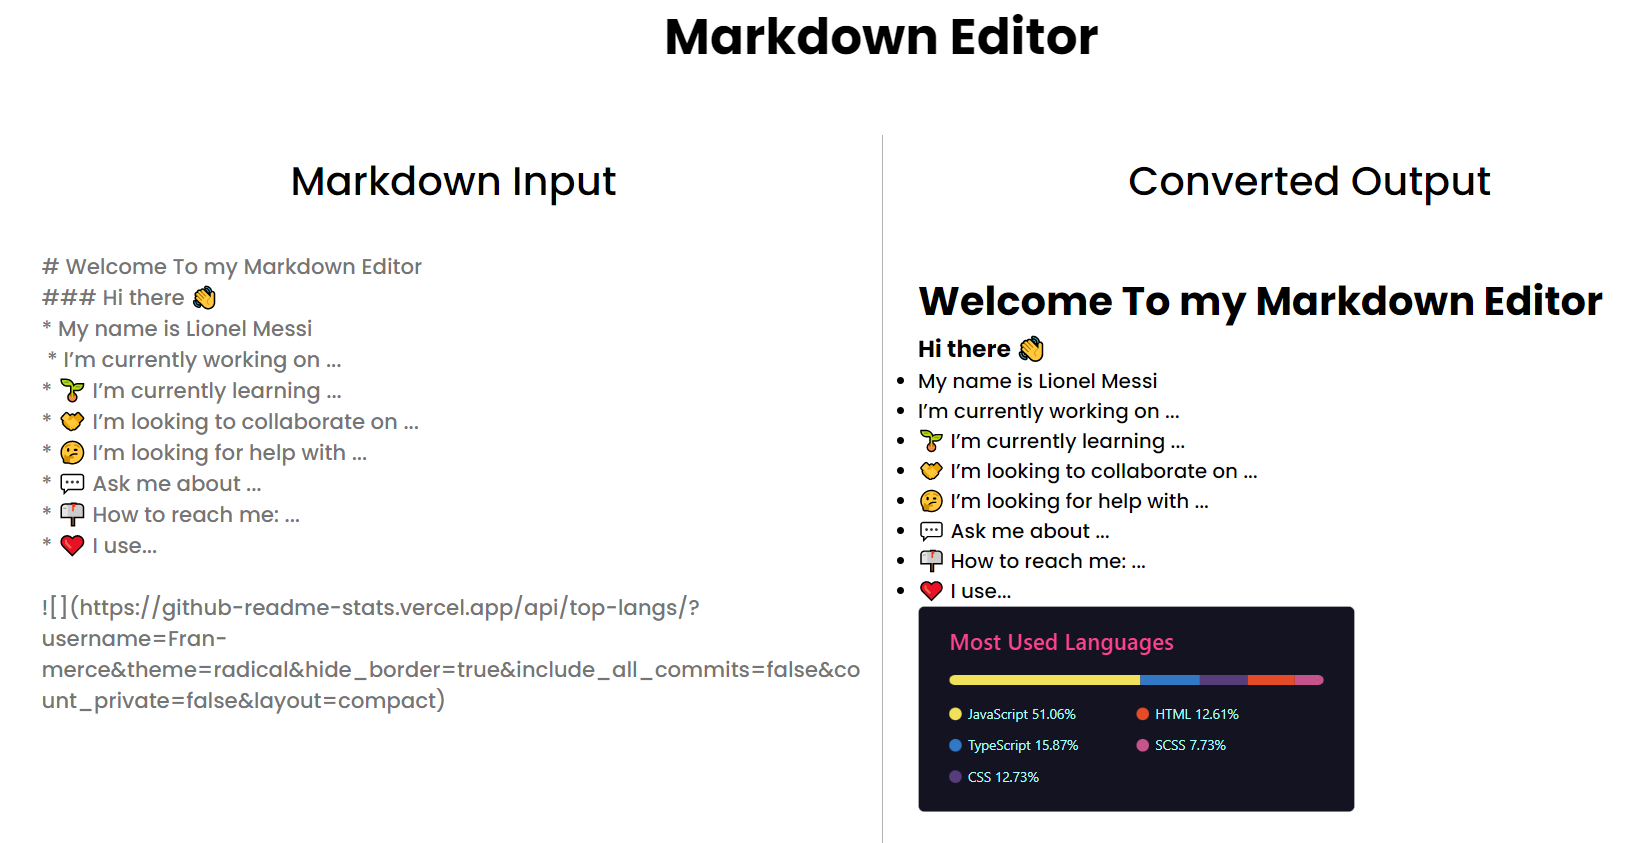 Markdown Editor
Markdown Input
# Welcome To my Markdown Editor
### Hi there 👋
* My name is Lionel Messi
* I’m currently working on ...
* 🌱 I’m currently learning ...
* 🤝 I’m looking to collaborate on ...
* 🤔 I’m looking for help with ...
* 💬 Ask me about ...
* 📫 How to reach me: ...
* ❤️ I use...
![](https://github-readme-stats.vercel.app/api/top-langs/?
username=Fran-
merce&theme=radical&hide_border=true&include_all_commits=false&co
unt_private=false&layout=compact)
Converted Output
Welcome To my Markdown Editor
Hi there 👋
• My name is Lionel Messi
• I’m currently working on ...
• 🌱 I’m currently learning ...
• 🤝 I’m looking to collaborate on ...
• 🤔 I’m looking for help with ...
• 💬 Ask me about ...
• 📫 How to reach me: ...
• ❤️ I use...
Most Used Languages
JavaScript 51.06%
HTML 12.61%
TypeScript 15.87%
SCSS 7.73%
CSS 12.73%